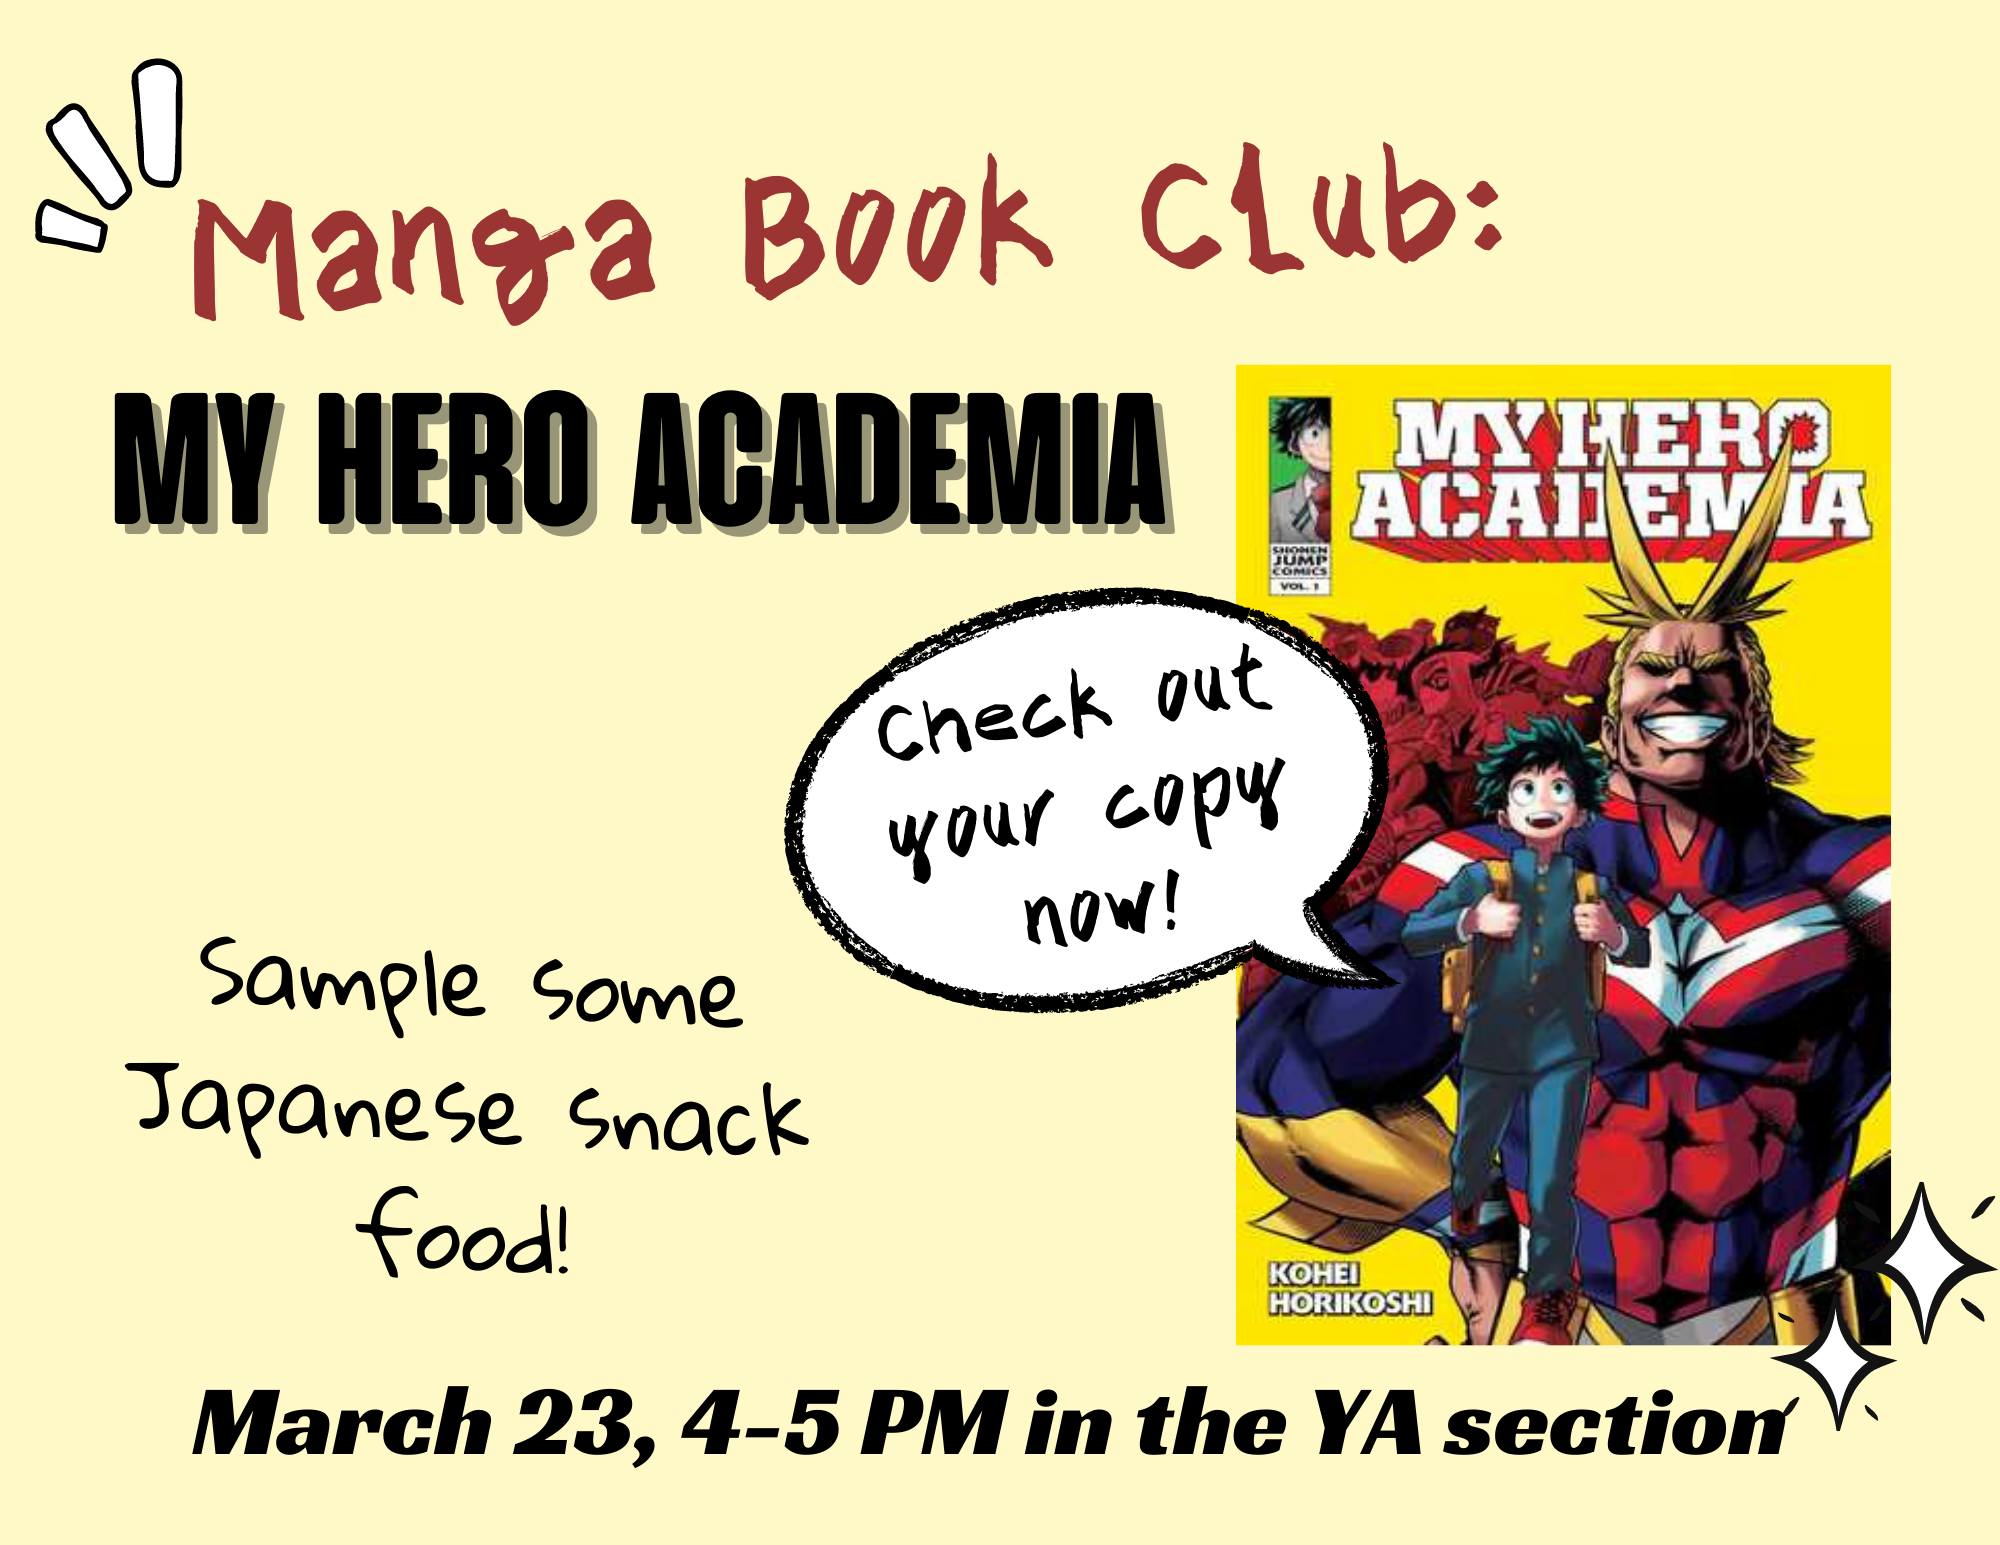 Manga Book Club:
MY HERO ACADEMIA
MY HERO
ACADEMIA
SHONEN
JUMP
COMICS
VOL. 1
Check out
your copy
now!
Sample some
Japanese snack
food!
KOHEI
HORIKOSHI
March 23, 4-5 PM in the YA section